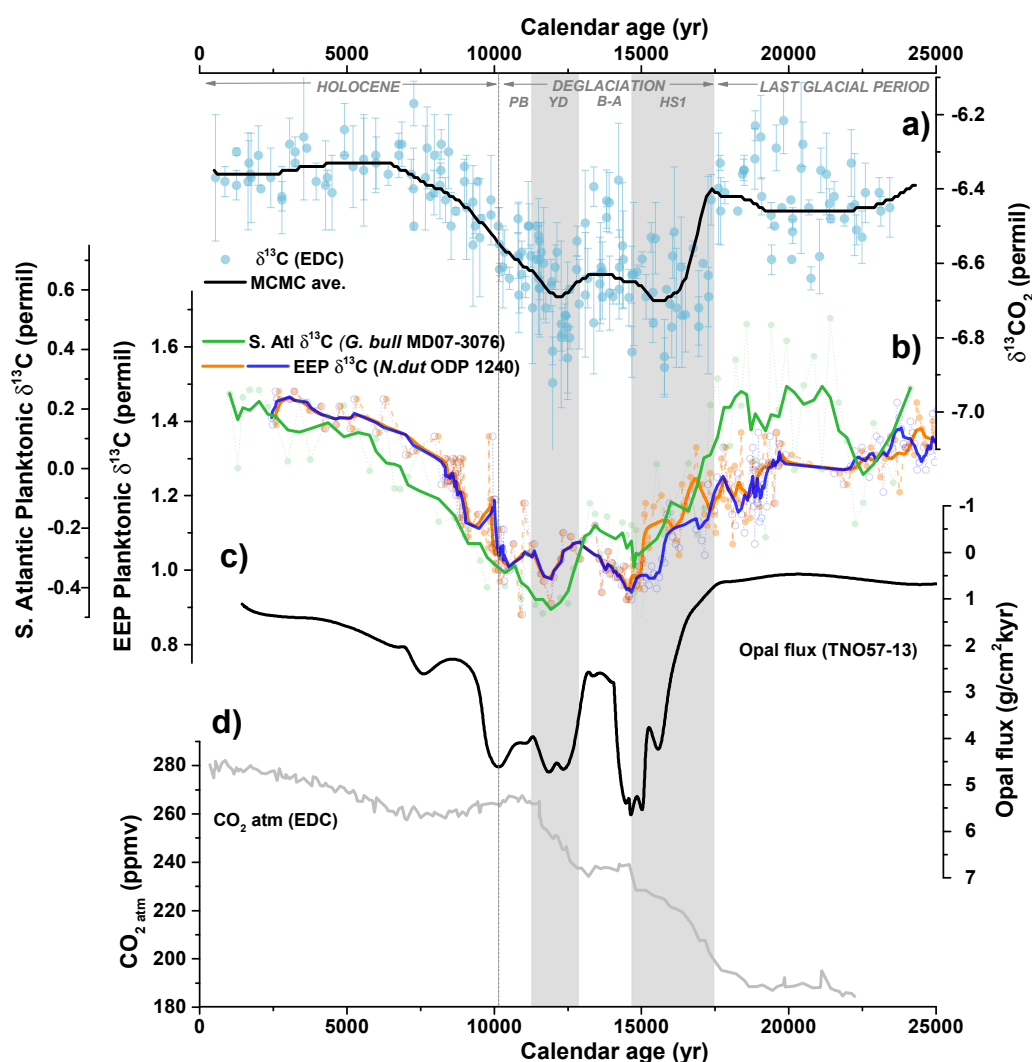 Calendar age (yr)
0 5000 10000 15000 20000 25000
HOLOCENE DEGLACIATION LAST GLACIAL PERIOD
PB YD B-A HS1
a)
-6.2
-6.4
-6.6
-6.8
-7.0
δ¹³CO₂ (permil)
δ¹³C (EDC)
MCMC ave.
S. Atl δ¹³C (G. bull MD07-3076)
EEP δ¹³C (N.dut ODP 1240)
b)
S. Atlantic Planktonic δ¹³C (permil)
0.6
0.4
0.2
0.0
-0.2
-0.4
EEP Planktonic δ¹³C (permil)
1.6
1.4
1.2
1.0
0.8
c)
-1
0
1
2
3
4
5
6
7
Opal flux (g/cm²kyr)
Opal flux (TNO57-13)
d)
CO₂ atm (EDC)
280
260
240
220
200
180
CO₂ atm (ppmv)
0 5000 10000 15000 20000 25000
Calendar age (yr)